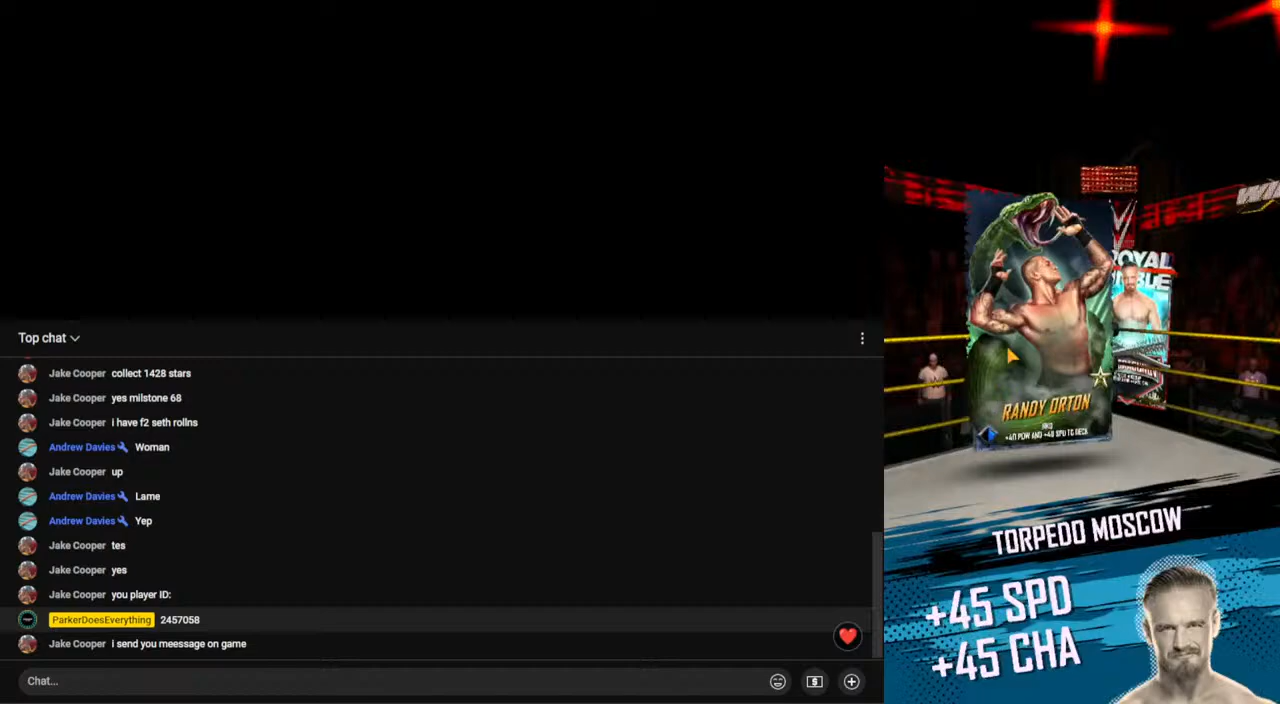 Top chat
Jake Cooper collect 1428 stars
Jake Cooper yes milstone 68
Jake Cooper i have f2 seth rollns
Andrew Davies Woman
Jake Cooper up
Andrew Davies Lame
Andrew Davies Yep
Jake Cooper tes
Jake Cooper yes
Jake Cooper you player ID:
ParkerDoesEverything 2457058
Jake Cooper i send you meessage on game
Chat...
ROYAL
RUMBLE
RANDY ORTON
RKO
TORPEDO MOSCOW
+45 SPD
+45 CHA